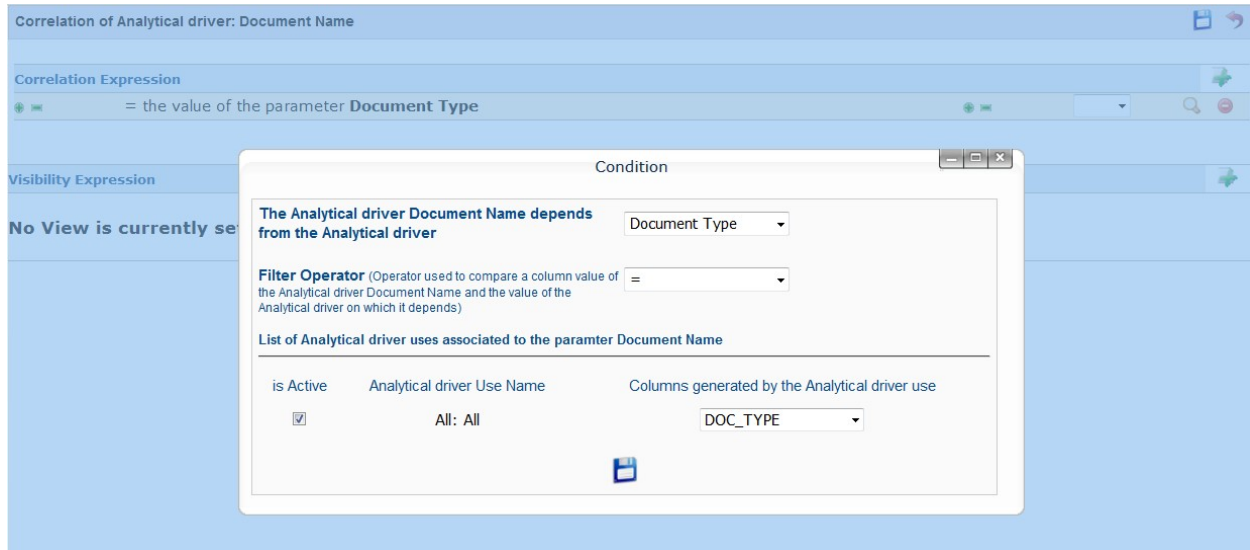 Correlation of Analytical driver: Document Name
Correlation Expression
= the value of the parameter Document Type
Condition
Visibility Expression
The Analytical driver Document Name depends
from the Analytical driver
Document Type
No View is currently se
Filter Operator (Operator used to compare a column value of
the Analytical driver Document Name and the value of the
Analytical driver on which it depends)
=
List of Analytical driver uses associated to the paramter Document Name
is Active Analytical driver Use Name Columns generated by the Analytical driver use
All: All DOC_TYPE